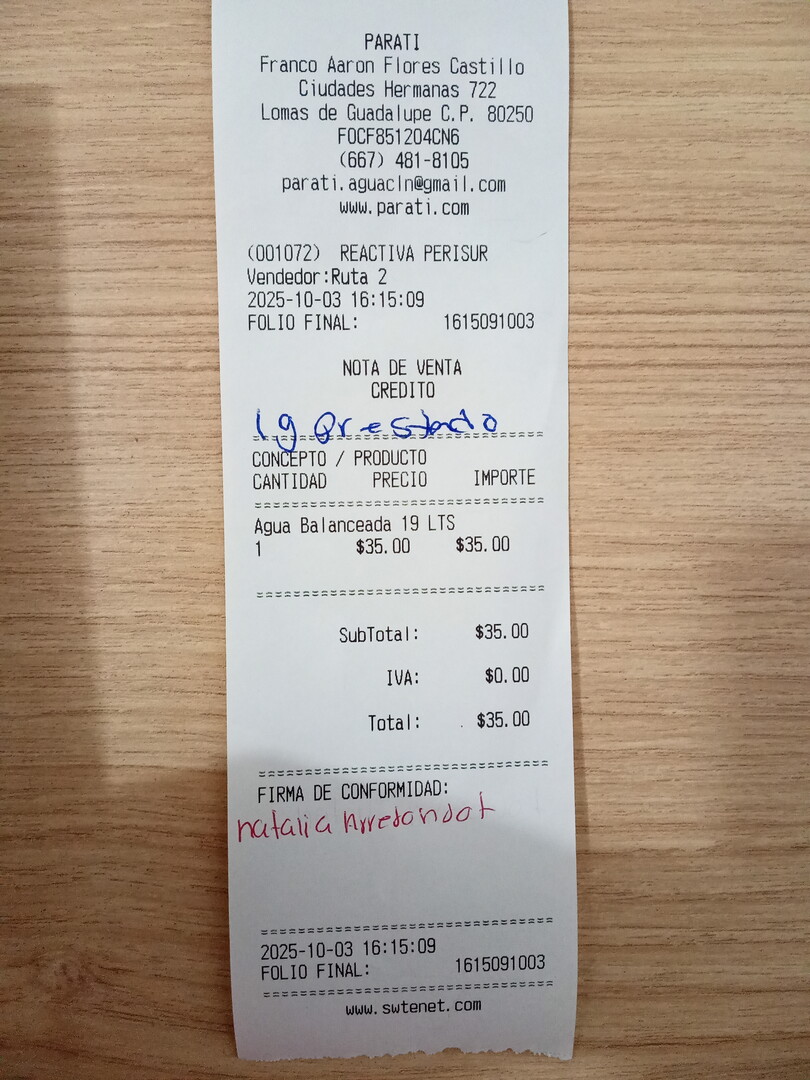 PARATI
Franco Aaron Flores Castillo
Ciudades Hermanas 722
Lomas de Guadalupe C.P. 80250
FOCF851204CN6
(667) 481-8105
parati.aguacln@gmail.com
www.parati.com
(001072) REACTIVA PERISUR
Vendedor:Ruta 2
2025-10-03 16:15:09
FOLIO FINAL: 1615091003
NOTA DE VENTA
CREDITO
1g Prestado
==================================
CONCEPTO / PRODUCTO
CANTIDAD PRECIO IMPORTE
==================================
Agua Balanceada 19 LTS
1 $35.00 $35.00
==================================
SubTotal: $35.00
IVA: $0.00
Total: $35.00
==================================
FIRMA DE CONFORMIDAD:
natalia Arredondo t
==================================
2025-10-03 16:15:09
FOLIO FINAL: 1615091003
==================================
www.swtenet.com